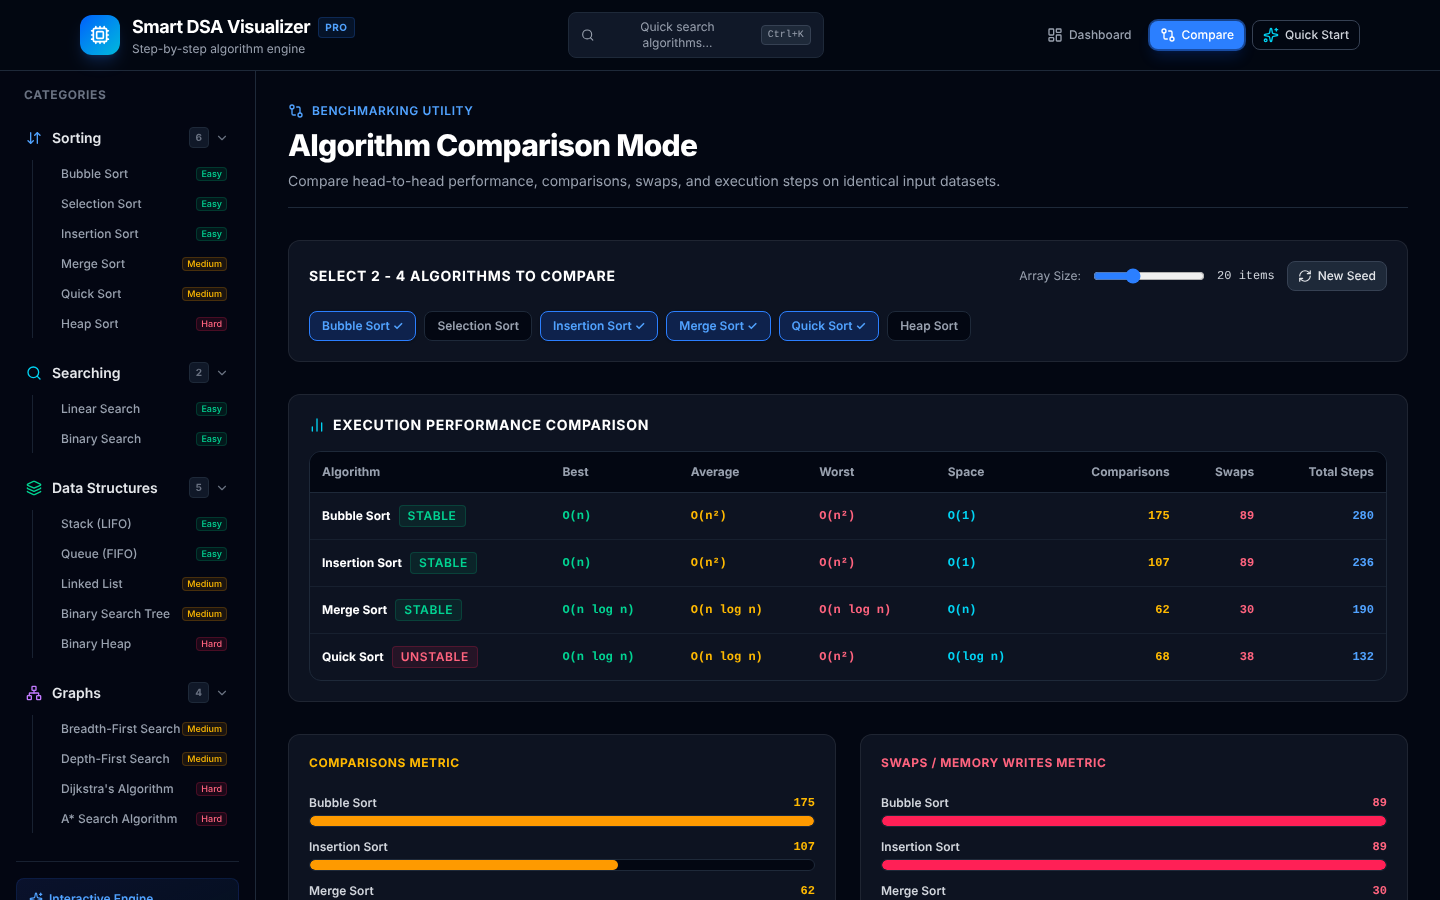 Smart DSA Visualizer PRO
Step-by-step algorithm engine
Quick search
algorithms...
Ctrl+K
Dashboard
Compare
Quick Start
CATEGORIES
Sorting 6
Bubble Sort Easy
Selection Sort Easy
Insertion Sort Easy
Merge Sort Medium
Quick Sort Medium
Heap Sort Hard
Searching 2
Linear Search Easy
Binary Search Easy
Data Structures 5
Stack (LIFO) Easy
Queue (FIFO) Easy
Linked List Medium
Binary Search Tree Medium
Binary Heap Hard
Graphs 4
Breadth-First Search Medium
Depth-First Search Medium
Dijkstra's Algorithm Hard
A* Search Algorithm Hard
Interactive Engine
BENCHMARKING UTILITY
Algorithm Comparison Mode
Compare head-to-head performance, comparisons, swaps, and execution steps on identical input datasets.
SELECT 2 - 4 ALGORITHMS TO COMPARE
Array Size: 20 items New Seed
Bubble Sort ✓ Selection Sort Insertion Sort ✓ Merge Sort ✓ Quick Sort ✓ Heap Sort
EXECUTION PERFORMANCE COMPARISON
Algorithm Best Average Worst Space Comparisons Swaps Total Steps
Bubble Sort STABLE O(n) O(n²) O(n²) O(1) 175 89 280
Insertion Sort STABLE O(n) O(n²) O(n²) O(1) 107 89 236
Merge Sort STABLE O(n log n) O(n log n) O(n log n) O(n) 62 30 190
Quick Sort UNSTABLE O(n log n) O(n log n) O(n²) O(log n) 68 38 132
COMPARISONS METRIC
Bubble Sort 175
Insertion Sort 107
Merge Sort 62
SWAPS / MEMORY WRITES METRIC
Bubble Sort 89
Insertion Sort 89
Merge Sort 30